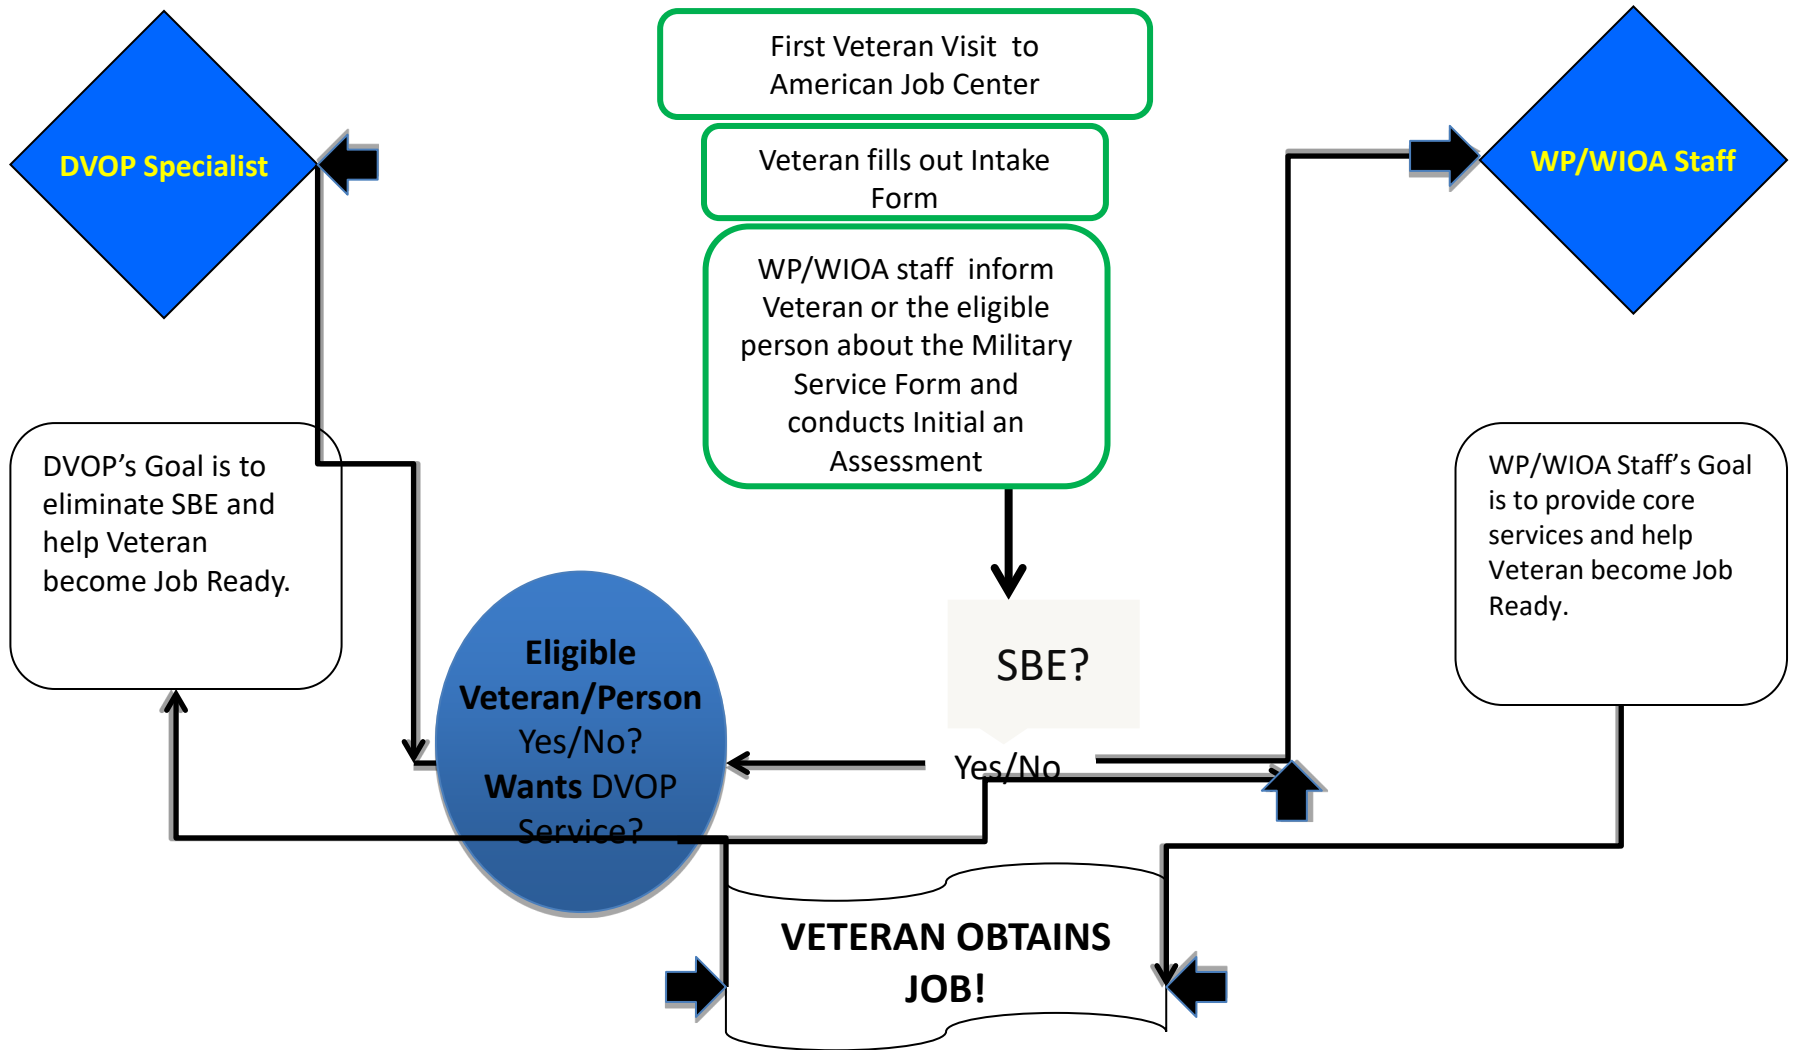 First Veteran Visit to
American Job Center
DVOP Specialist
Veteran fills out Intake
Form
WP/WIOA Staff
WP/WIOA staff inform
Veteran or the eligible
person about the Military
Service Form and
conducts Initial an
Assessment
DVOP's Goal is to
eliminate SBE and
help Veteran
become Job Ready.
WP/WIOA Staff's Goal
is to provide core
services and help
Veteran become Job
Ready.
SBE?
Yes/No
Eligible
Veteran/Person
Yes/No?
Wants DVOP
Service?
VETERAN OBTAINS
JOB!